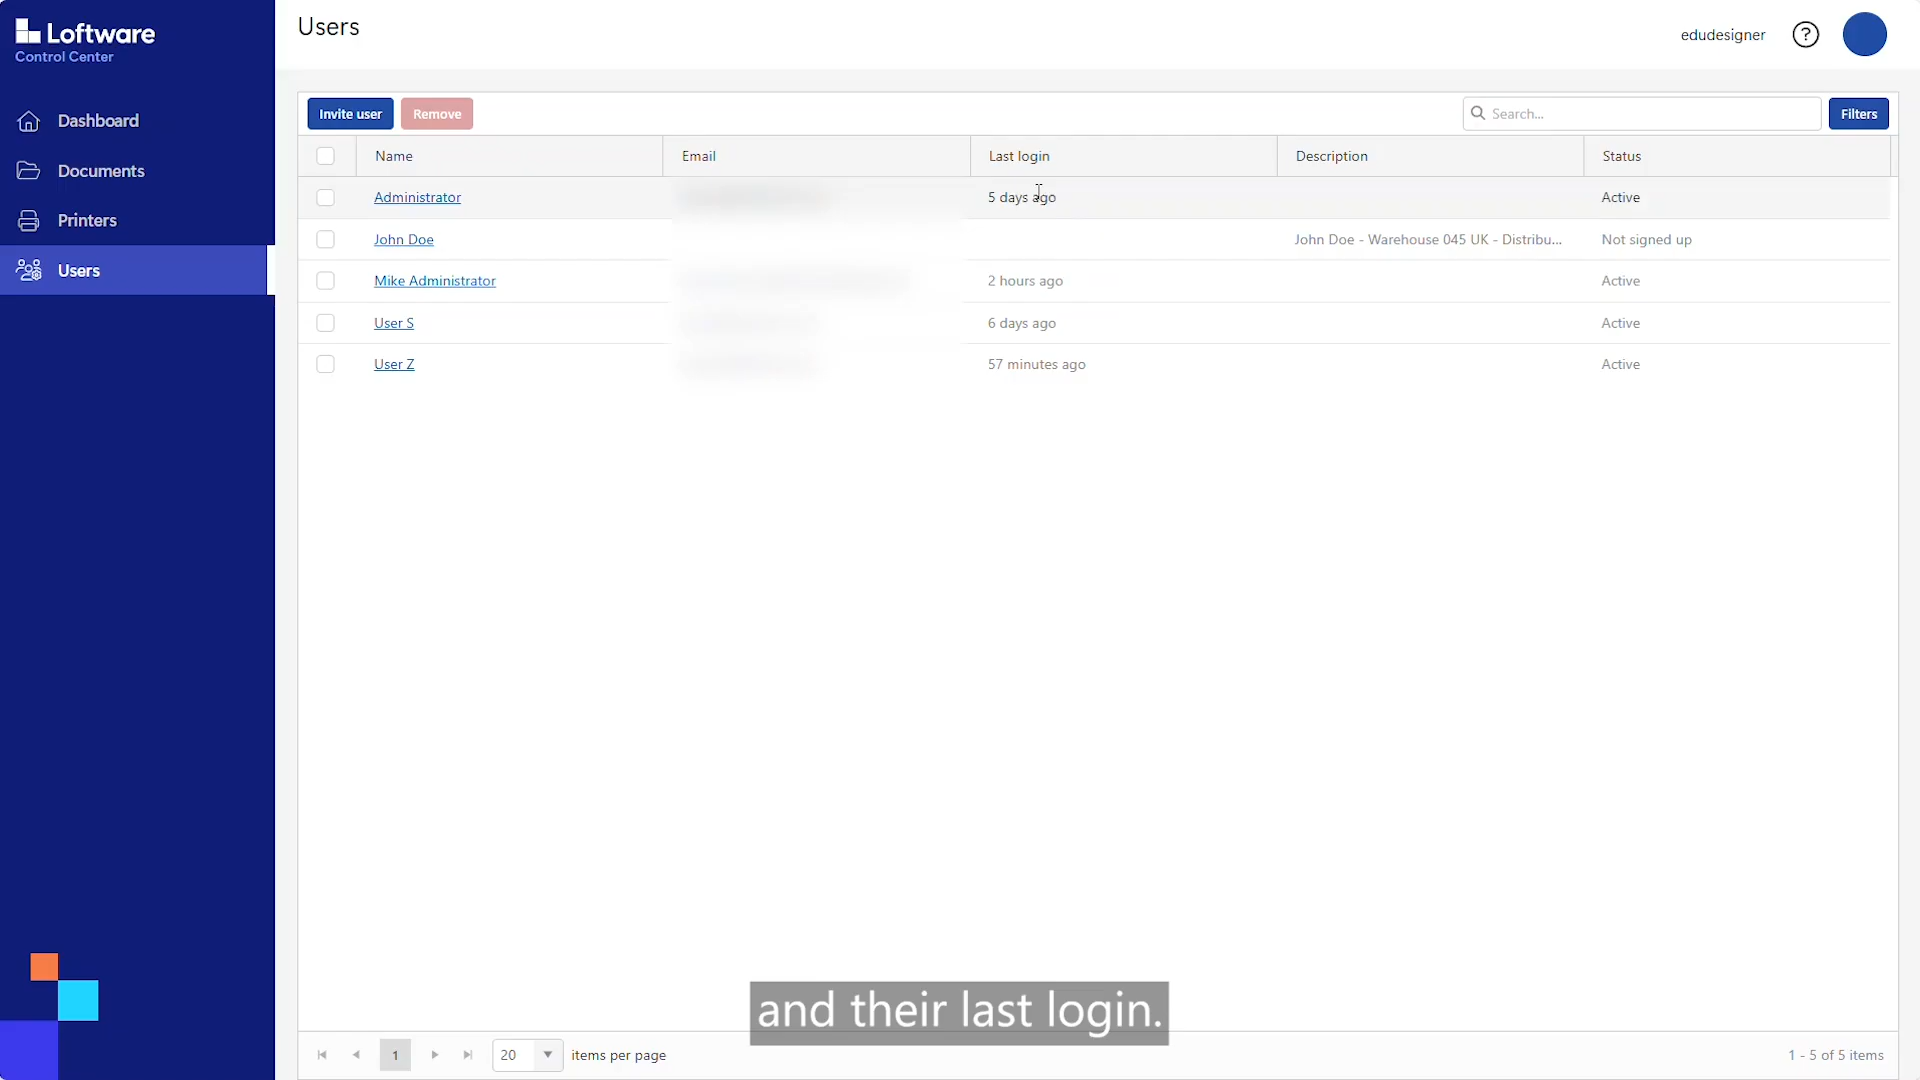 Loftware
Control Center
Users
edudesigner
?
Dashboard
Documents
Printers
Users
Invite user
Remove
Search...
Filters
Name Email Last login Description Status
Administrator 5 days ago Active
John Doe John Doe - Warehouse 045 UK - Distribu... Not signed up
Mike Administrator 2 hours ago Active
User S 6 days ago Active
User Z 57 minutes ago Active
and their last login.
1 20 items per page 1 - 5 of 5 items